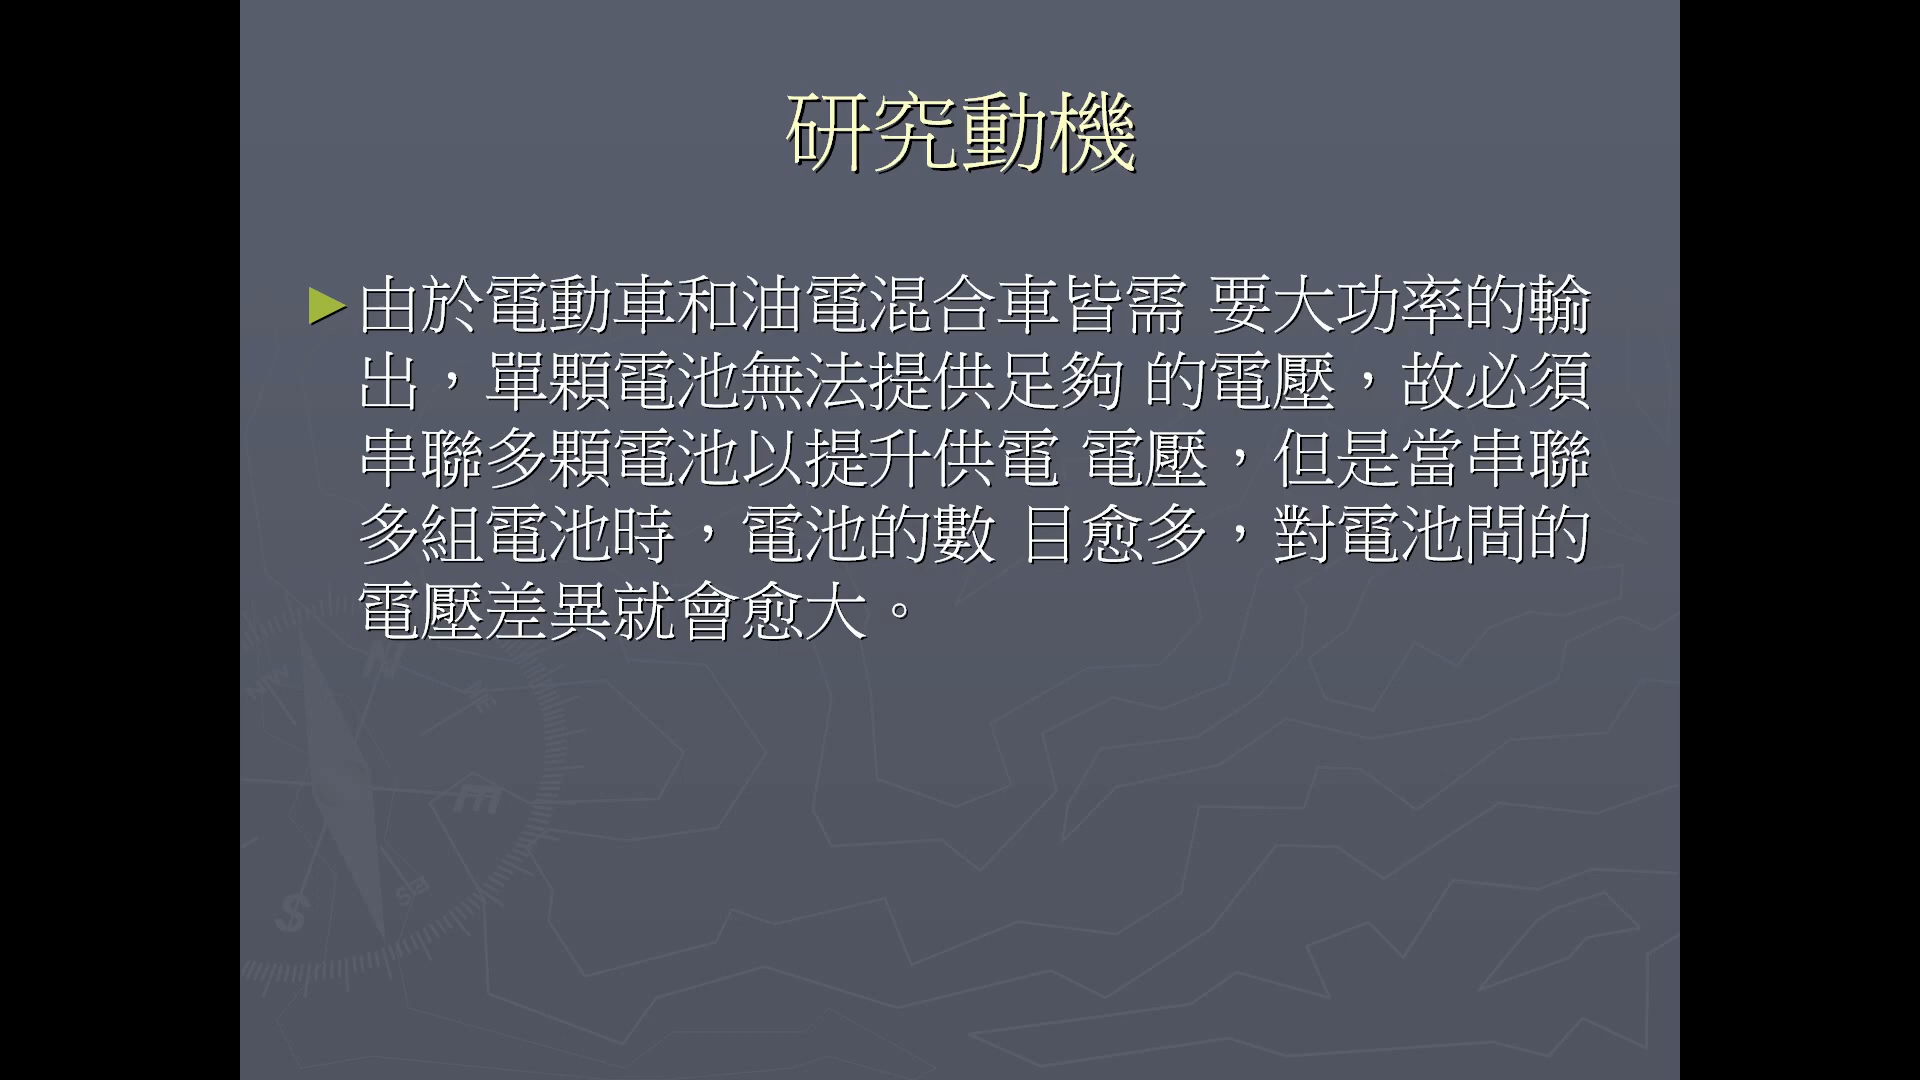 研究動機
►由於電動車和油電混合車皆需 要大功率的輸
出，單顆電池無法提供足夠 的電壓，故必須
串聯多顆電池以提升供電 電壓，但是當串聯
多組電池時，電池的數 目愈多，對電池間的
電壓差異就會愈大。
N
NW
NE
E
SE
S